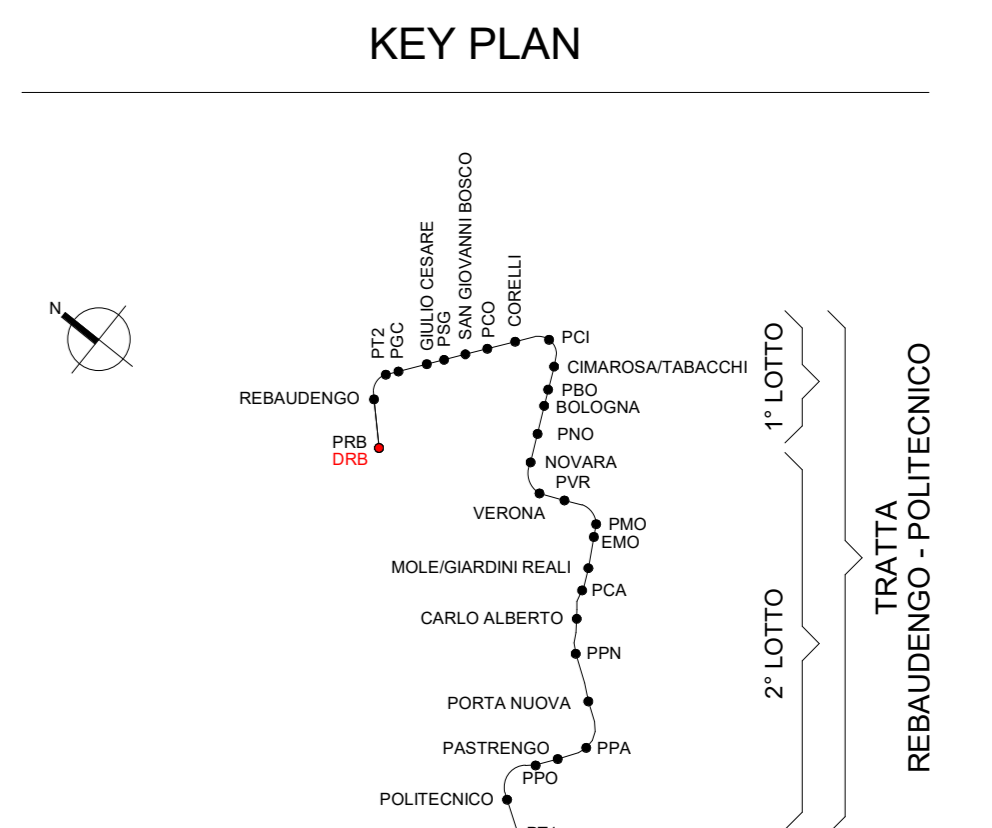 KEY PLAN
N
PT2
PGC
GIULIO CESARE
PSG
SAN GIOVANNI BOSCO
PCO
CORELLI
PCI
CIMAROSA/TABACCHI
REBAUDENGO
PBO
BOLOGNA
PRB
DRB
PNO
NOVARA
PVR
VERONA
PMO
EMO
MOLE/GIARDINI REALI
PCA
CARLO ALBERTO
PPN
PORTA NUOVA
PASTRENGO
PPA
PPO
POLITECNICO
1° LOTTO
2° LOTTO
TRATTA
REBAUDENGO - POLITECNICO